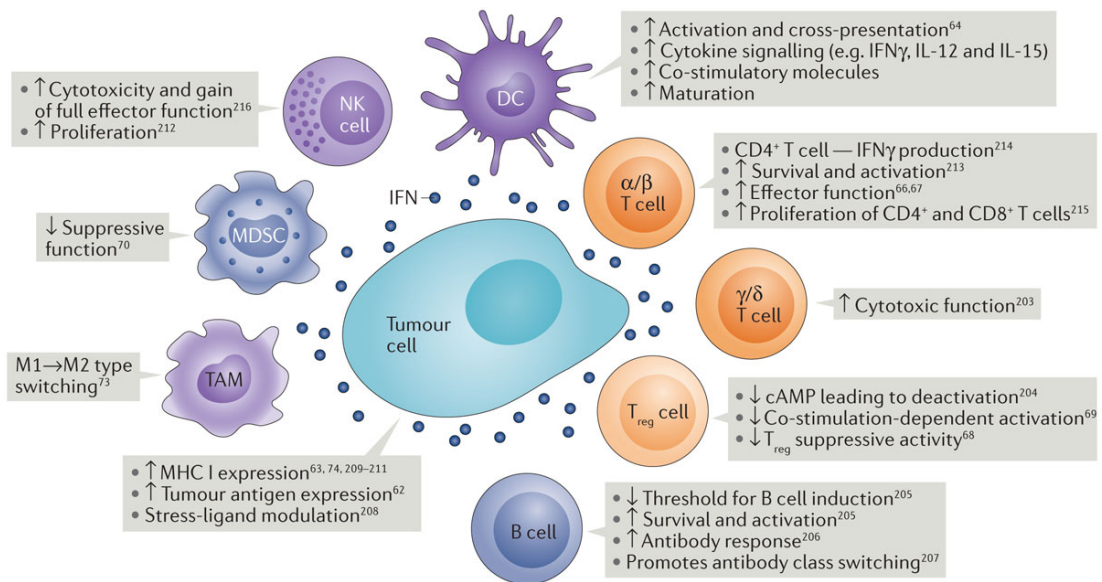 • ↑ Activation and cross-presentation⁶⁴
• ↑ Cytokine signalling (e.g. IFNγ, IL-12 and IL-15)
• ↑ Co-stimulatory molecules
• ↑ Maturation
DC
• ↑ Cytotoxicity and gain
of full effector function²¹⁶
• ↑ Proliferation²¹²
NK
cell
• CD4⁺ T cell — IFNγ production²¹⁴
• ↑ Survival and activation²¹³
• ↑ Effector function⁶⁶,⁶⁷
• ↑ Proliferation of CD4⁺ and CD8⁺ T cells²¹⁵
α/β
T cell
IFN
↓ Suppressive
function⁷⁰
MDSC
γ/δ
T cell
↑ Cytotoxic function²⁰³
Tumour
cell
M1→M2 type
switching⁷³
TAM
T reg cell
• ↓ cAMP leading to deactivation²⁰⁴
• ↓ Co-stimulation-dependent activation⁶⁹
• ↓ T reg suppressive activity⁶⁸
• ↑ MHC I expression⁶³, ⁷⁴, ²⁰⁹–²¹¹
• ↑ Tumour antigen expression⁶²
• Stress-ligand modulation²⁰⁸
B cell
• ↓ Threshold for B cell induction²⁰⁵
• ↑ Survival and activation²⁰⁵
• ↑ Antibody response²⁰⁶
• Promotes antibody class switching²⁰⁷